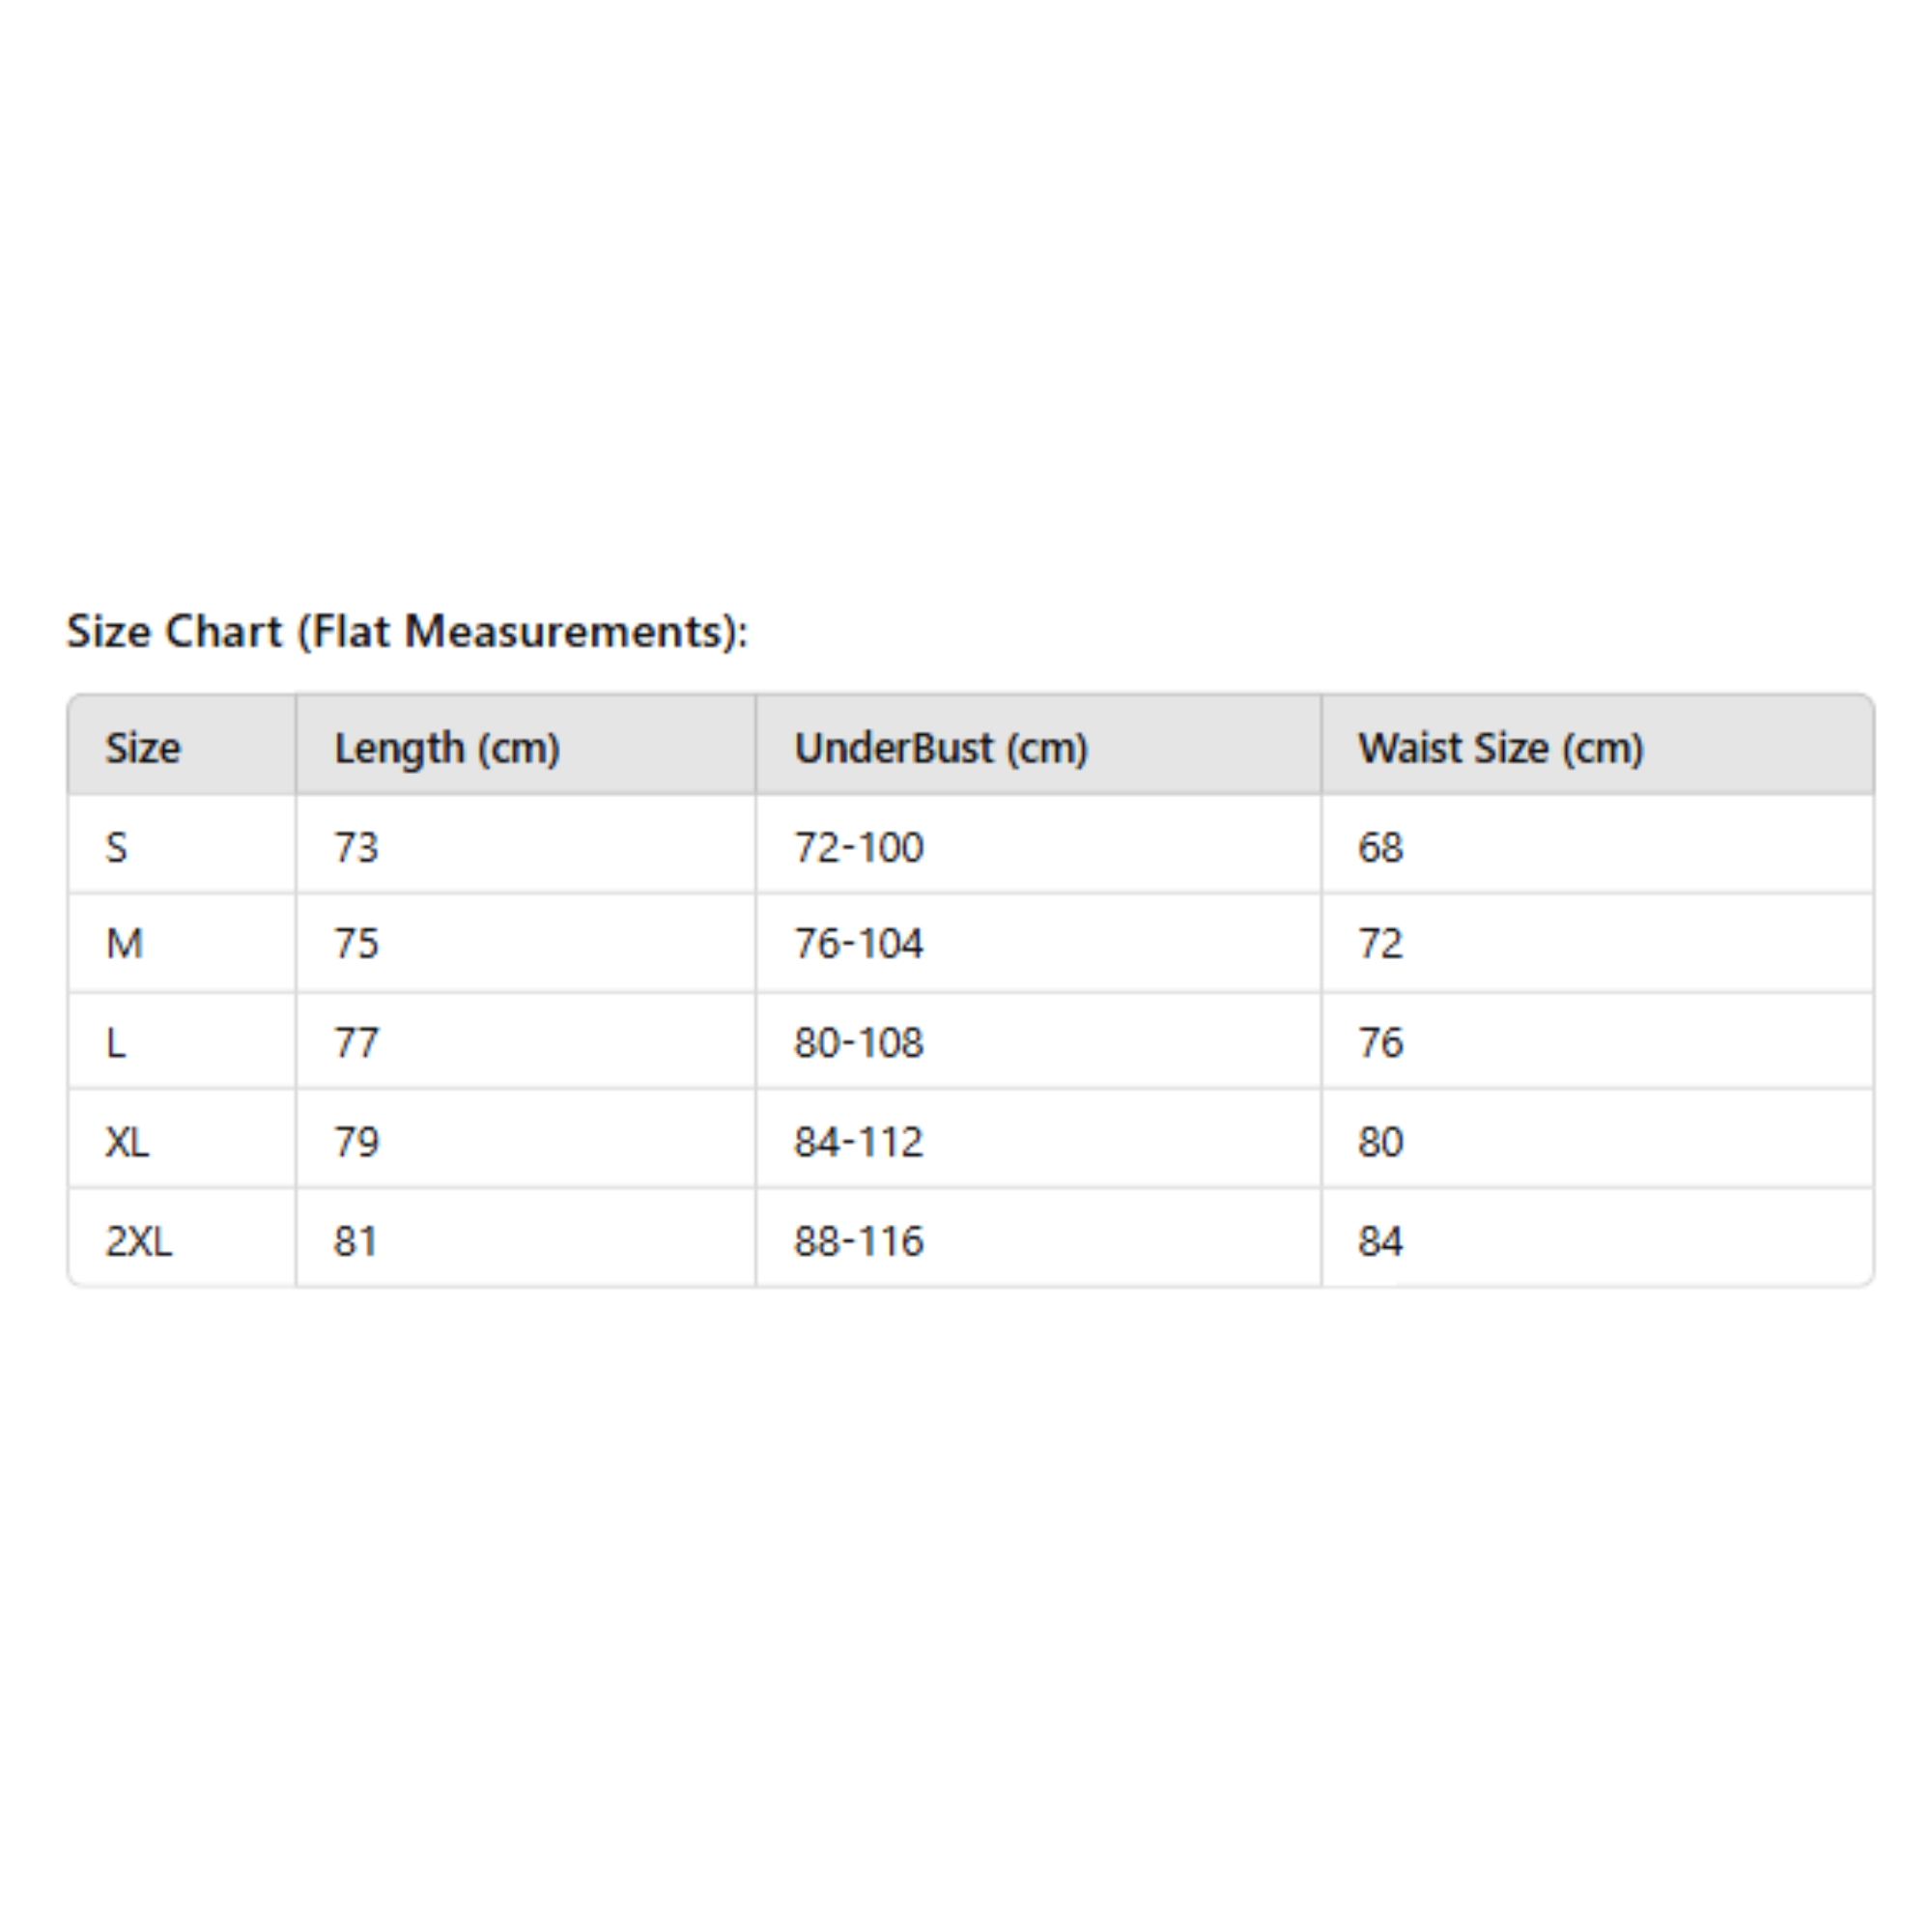 Size Chart (Flat Measurements):
Size Length (cm) UnderBust (cm) Waist Size (cm)
S 73 72-100 68
M 75 76-104 72
L 77 80-108 76
XL 79 84-112 80
2XL 81 88-116 84